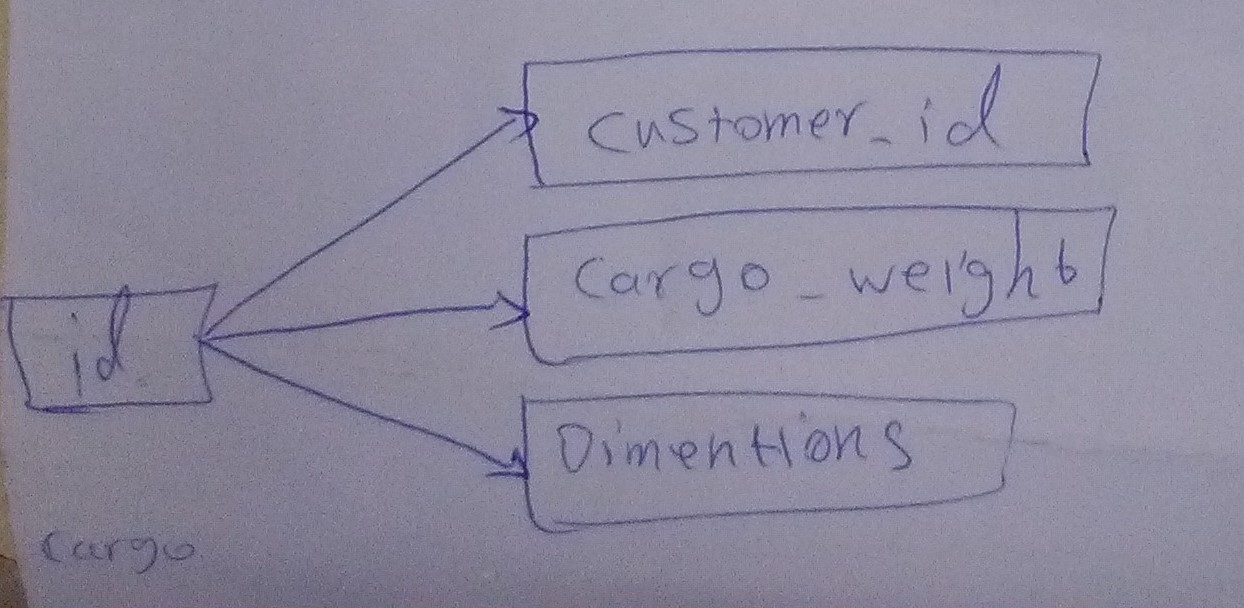 customer_id
id
cargo_weight
Dimentions
cargo